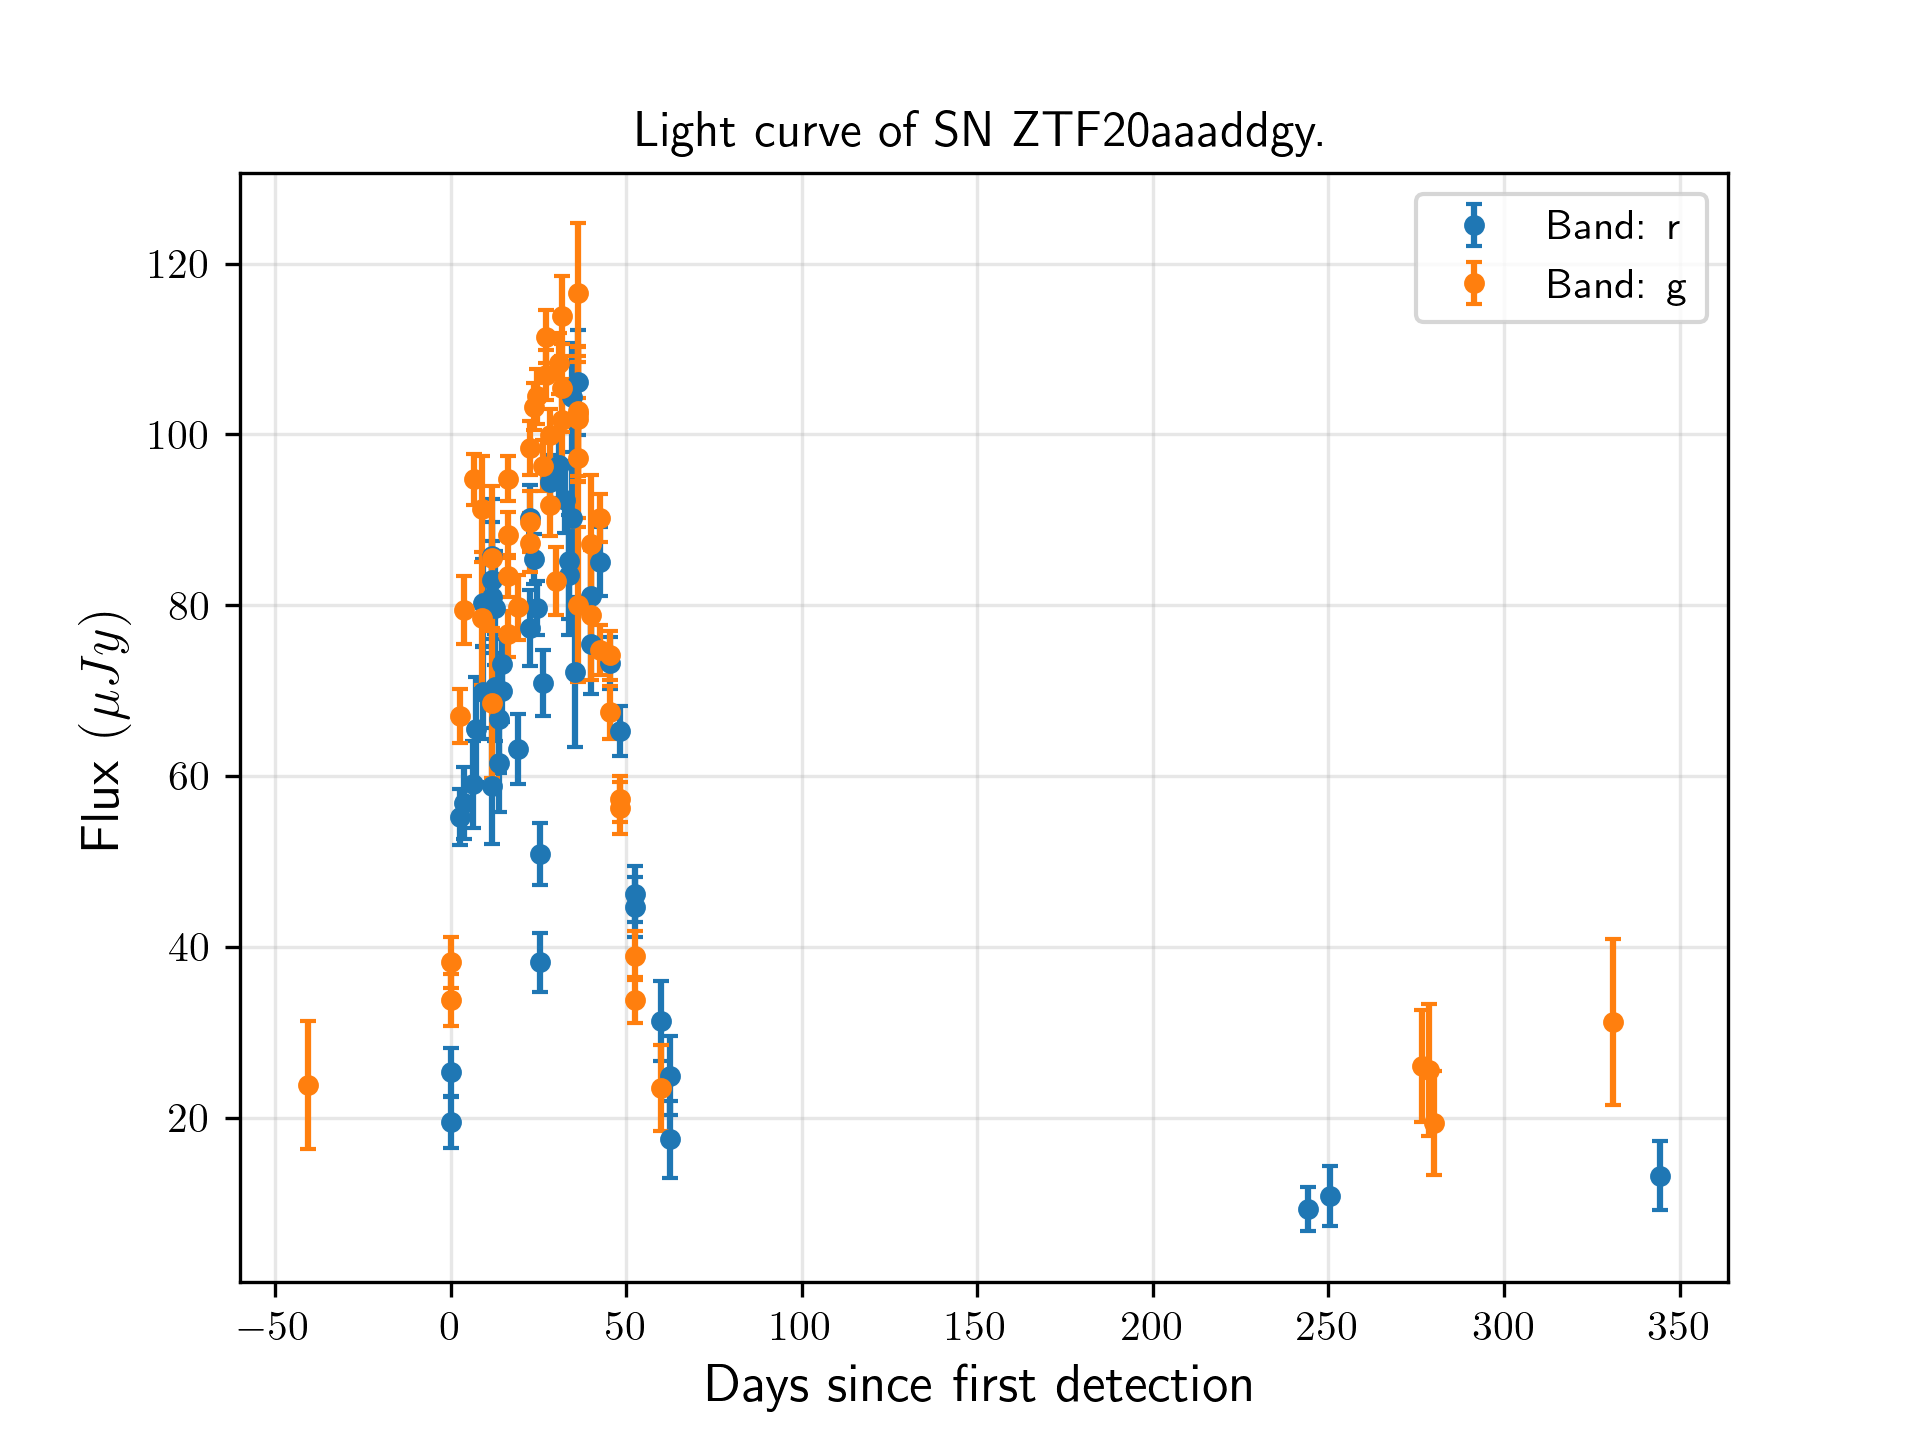 Light curve of SN ZTF20aaaddgy.
Band: r
Band: g
120
100
80
60
40
20
Flux (μJy)
−50 0 50 100 150 200 250 300 350
Days since first detection